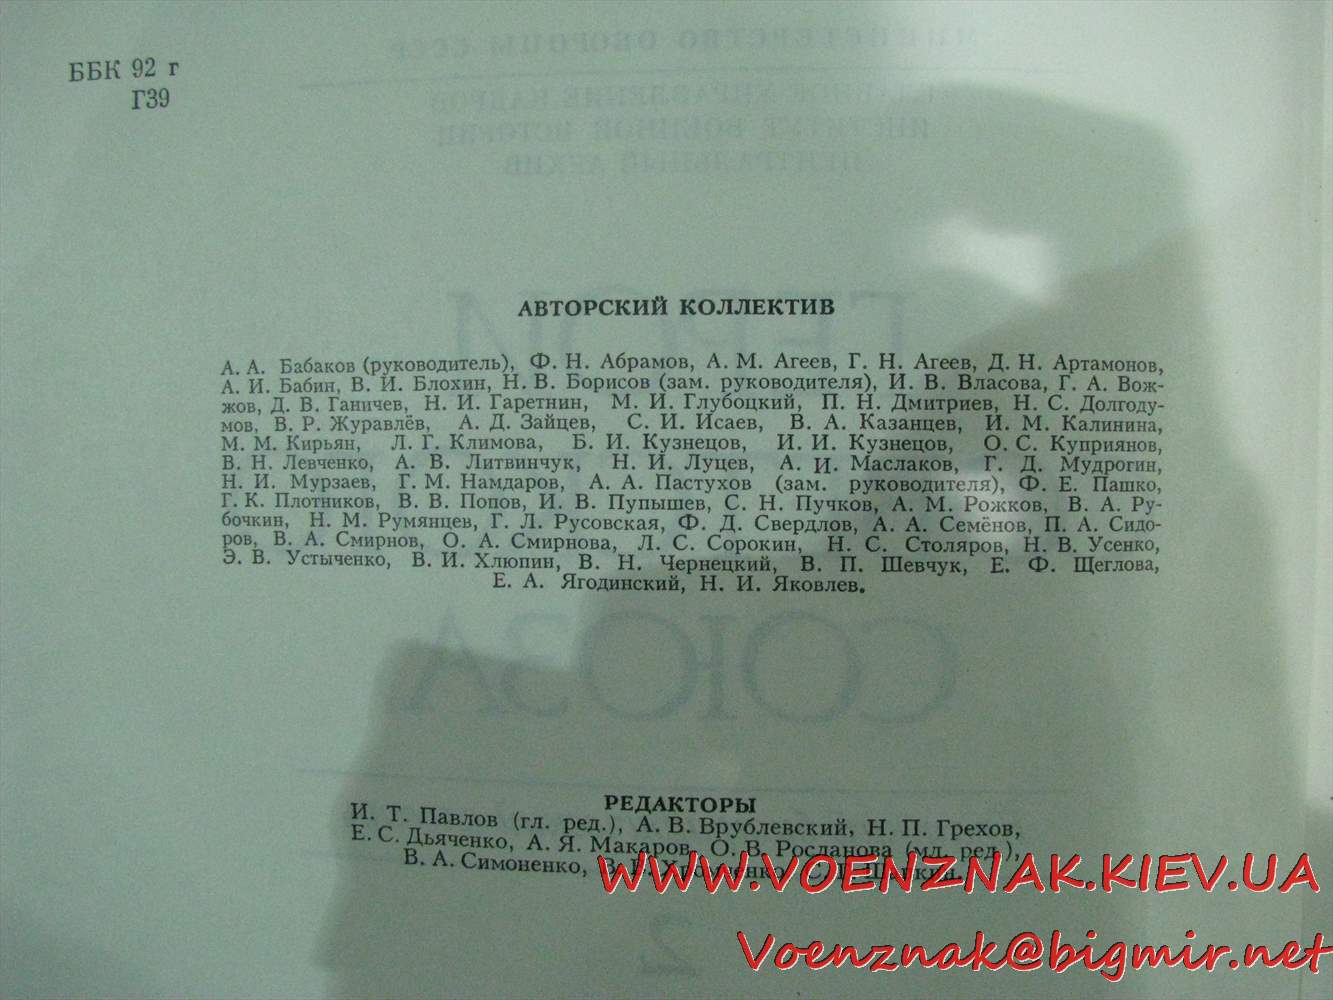 ББК 92 г
Г39
АВТОРСКИЙ КОЛЛЕКТИВ
А. А. Бабаков (руководитель), Ф. Н. Абрамов, А. М. Агеев, Г. Н. Агеев, Д. Н. Артамонов,
А. И. Бабин, В. И. Блохин, Н. В. Борисов (зам. руководителя), И. В. Власова, Г. А. Вож-
жов, Д. В. Ганичев, Н. И. Гаретнин, М. И. Глубоцкий, П. Н. Дмитриев, Н. С. Долгоду-
мов, В. Р. Журавлёв, А. Д. Зайцев, С. И. Исаев, В. А. Казанцев, И. М. Калинина,
М. М. Кирьян, Л. Г. Климова, Б. И. Кузнецов, И. И. Кузнецов, О. С. Куприянов,
В. Н. Левченко, А. В. Литвинчук, Н. И. Луцев, А. И. Маслаков, Г. Д. Мудрогин,
Н. И. Мурзаев, Г. М. Намдаров, А. А. Пастухов (зам. руководителя), Ф. Е. Пашко,
Г. К. Плотников, В. В. Попов, И. В. Пупышев, С. Н. Пучков, А. М. Рожков, В. А. Ру-
бочкин, Н. М. Румянцев, Г. Л. Русовская, Ф. Д. Свердлов, А. А. Семёнов, П. А. Сидо-
ров, В. А. Смирнов, О. А. Смирнова, Л. С. Сорокин, Н. С. Столяров, Н. В. Усенко,
Э. В. Устыченко, В. И. Хлюпин, В. Н. Чернецкий, В. П. Шевчук, Е. Ф. Щеглова,
Е. А. Ягодинский, Н. И. Яковлев.
РЕДАКТОРЫ
И. Т. Павлов (гл. ред.), А. В. Врублевский, Н. П. Грехов,
Е. С. Дьяченко, А. Я. Макаров, О. В. Росланова (мл. ред.),
В. А. Симоненко,
WWW.VOENZNAK.KIEV.UA
Voenznak@bigmir.net